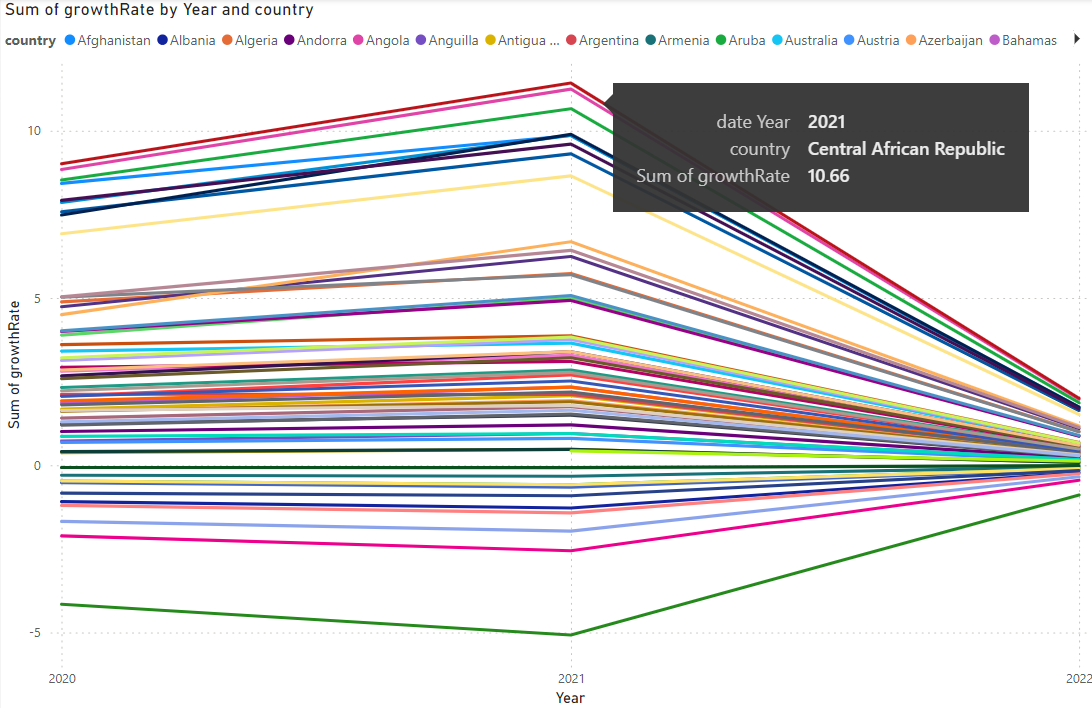 Sum of growthRate by Year and country
country Afghanistan Albania Algeria Andorra Angola Anguilla Antigua ... Argentina Armenia Aruba Australia Austria Azerbaijan Bahamas
date Year 2021
country Central African Republic
Sum of growthRate 10.66
10
5
0
-5
Sum of growthRate
2020 2021 2022
Year